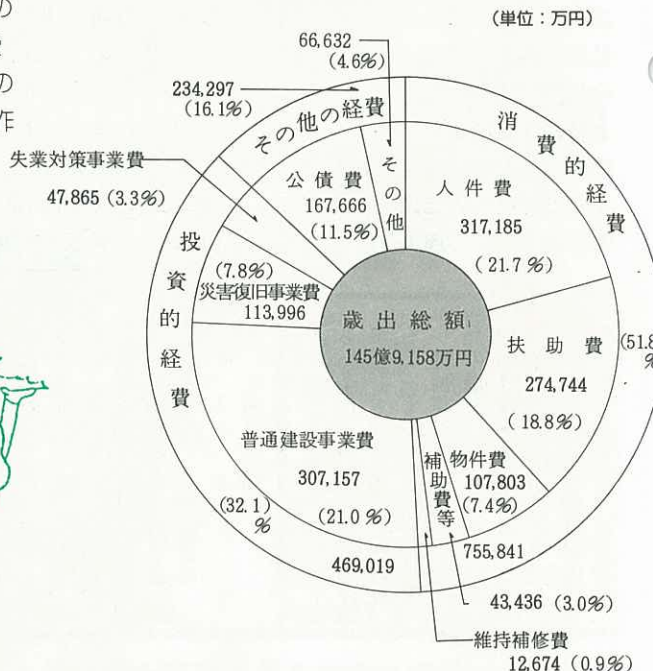 の
の
作
(単位：万円)
66,632
(4.6%)
234,297
(16.1%)
その他の経費
消費的経費
失業対策事業費
47,865 (3.3%)
公債費
167,666
(11.5%)
その他
人件費
317,185
(21.7%)
投資的経費
(7.8%)
災害復旧事業費
113,996
歳出総額
145億9,158万円
扶助費
274,744
(18.8%)
(51.8
%
普通建設事業費
307,157
(21.0%)
(32.1)
%
補助費等
物件費
107,803
(7.4%)
469,019
755,841
43,436 (3.0%)
維持補修費
12,674 (0.9%)